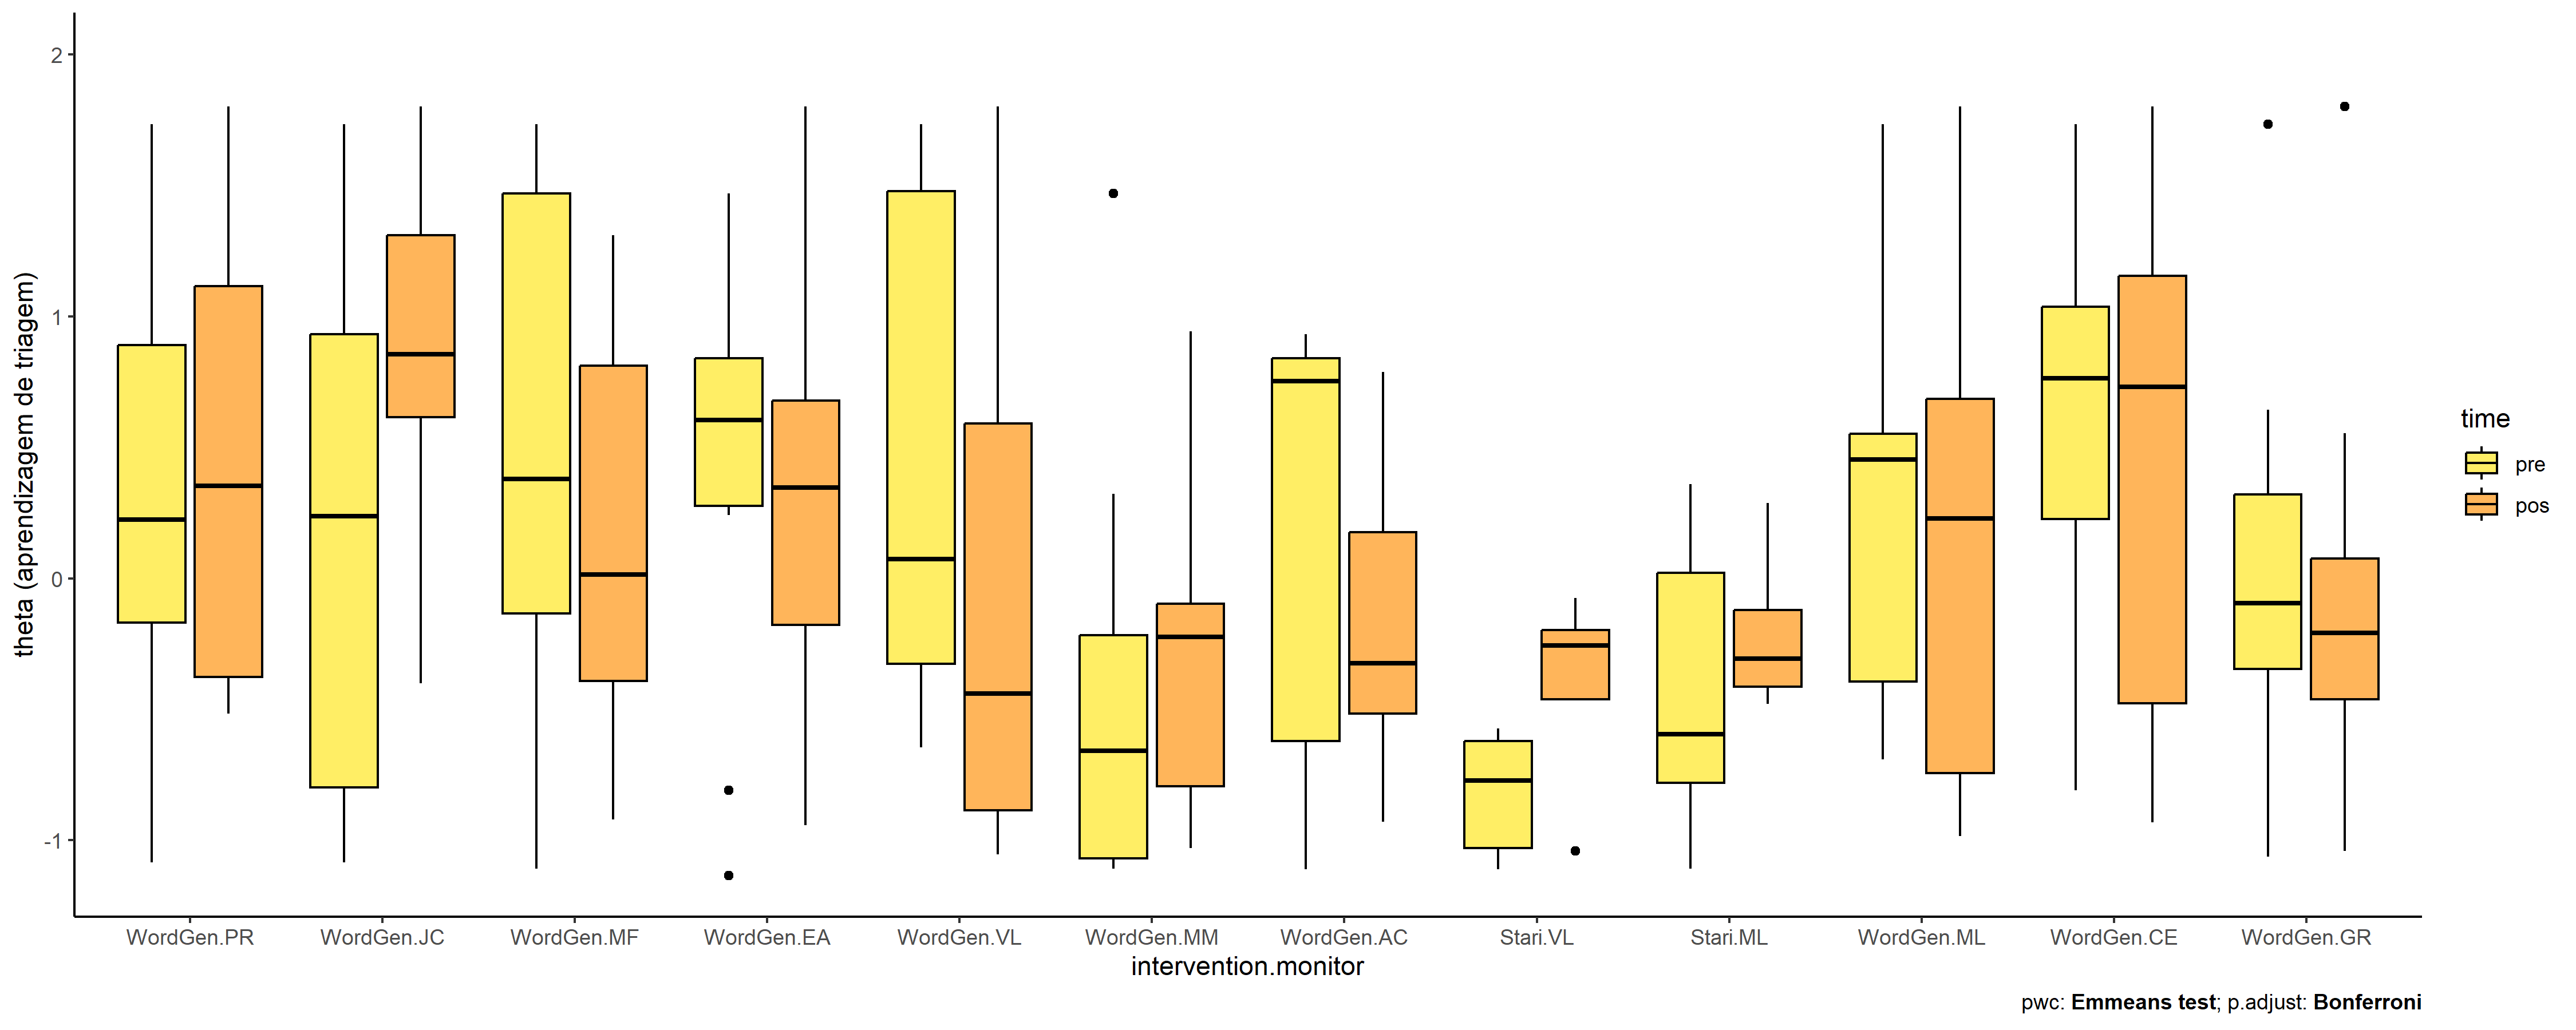 theta (aprendizagem de triagem)
2
1
0
-1
WordGen.PR WordGen.JC WordGen.MF WordGen.EA WordGen.VL WordGen.MM WordGen.AC Stari.VL Stari.ML WordGen.ML WordGen.CE WordGen.GR
intervention.monitor
time
pre
pos
pwc: Emmeans test; p.adjust: Bonferroni